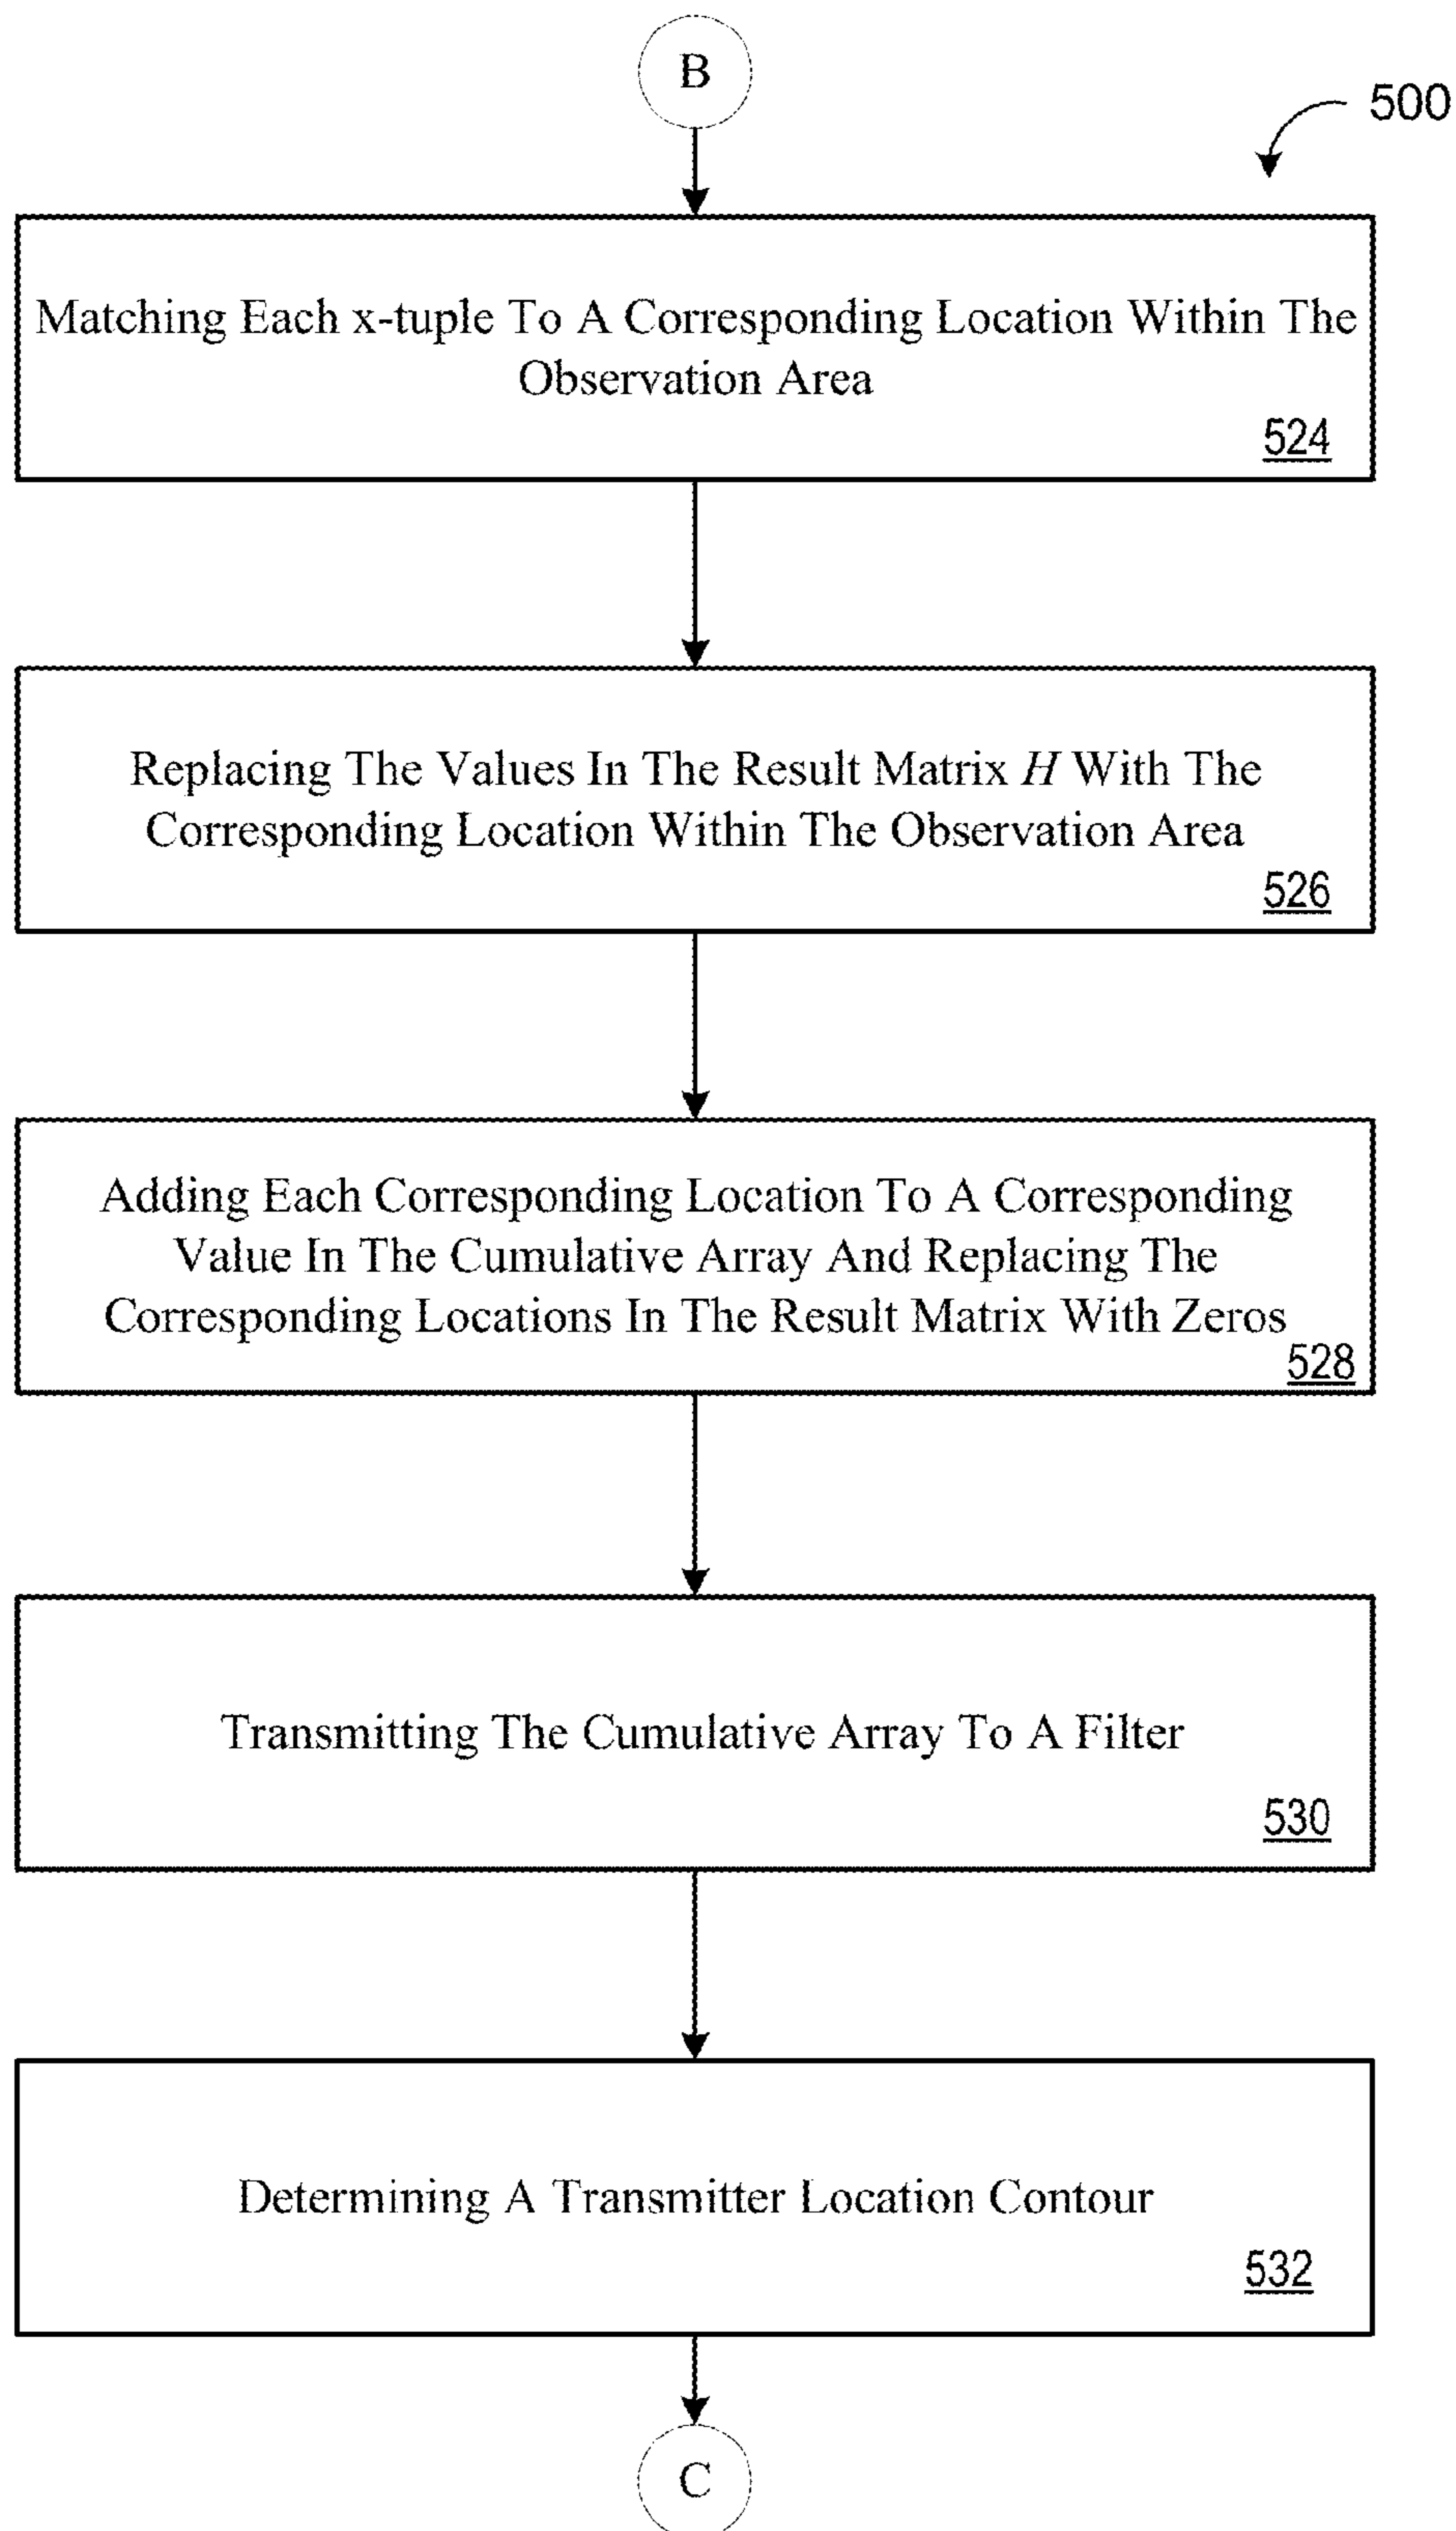 B
500
Matching Each x-tuple To A Corresponding Location Within The
Observation Area
524
Replacing The Values In The Result Matrix H With The
Corresponding Location Within The Observation Area
526
Adding Each Corresponding Location To A Corresponding
Value In The Cumulative Array And Replacing The
Corresponding Locations In The Result Matrix With Zeros
528
Transmitting The Cumulative Array To A Filter
530
Determining A Transmitter Location Contour
532
C